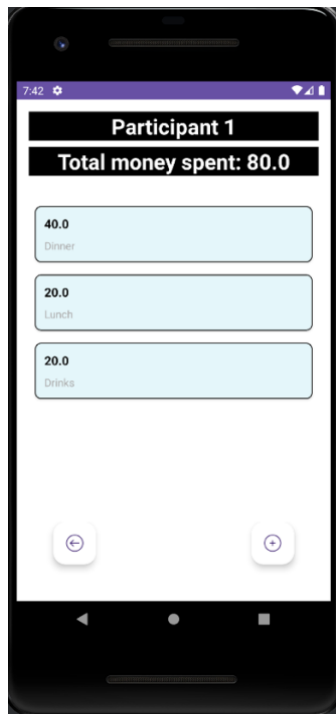 7:42
Participant 1
Total money spent: 80.0
40.0
Dinner
20.0
Lunch
20.0
Drinks